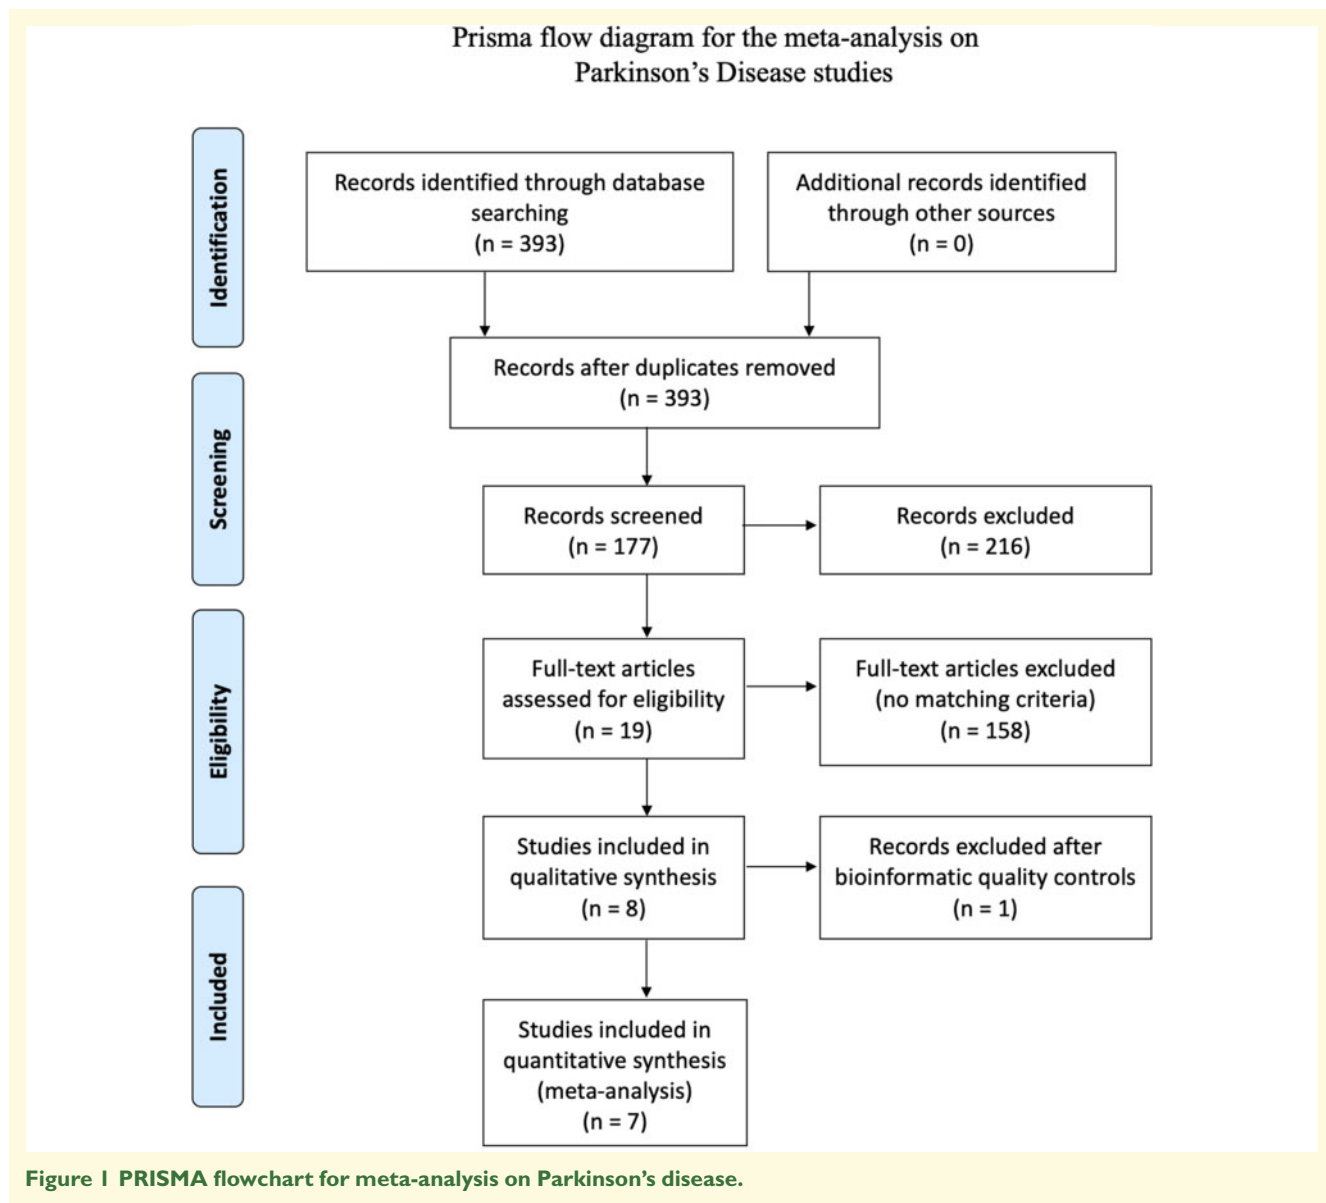 Prisma flow diagram for the meta-analysis on
Parkinson’s Disease studies
Identification
Records identified through database
searching
(n = 393)
Additional records identified
through other sources
(n = 0)
Records after duplicates removed
(n = 393)
Screening
Records screened
(n = 177)
Records excluded
(n = 216)
Eligibility
Full-text articles
assessed for eligibility
(n = 19)
Full-text articles excluded
(no matching criteria)
(n = 158)
Studies included in
qualitative synthesis
(n = 8)
Records excluded after
bioinformatic quality controls
(n = 1)
Included
Studies included in
quantitative synthesis
(meta-analysis)
(n = 7)
Figure 1 PRISMA flowchart for meta-analysis on Parkinson’s disease.